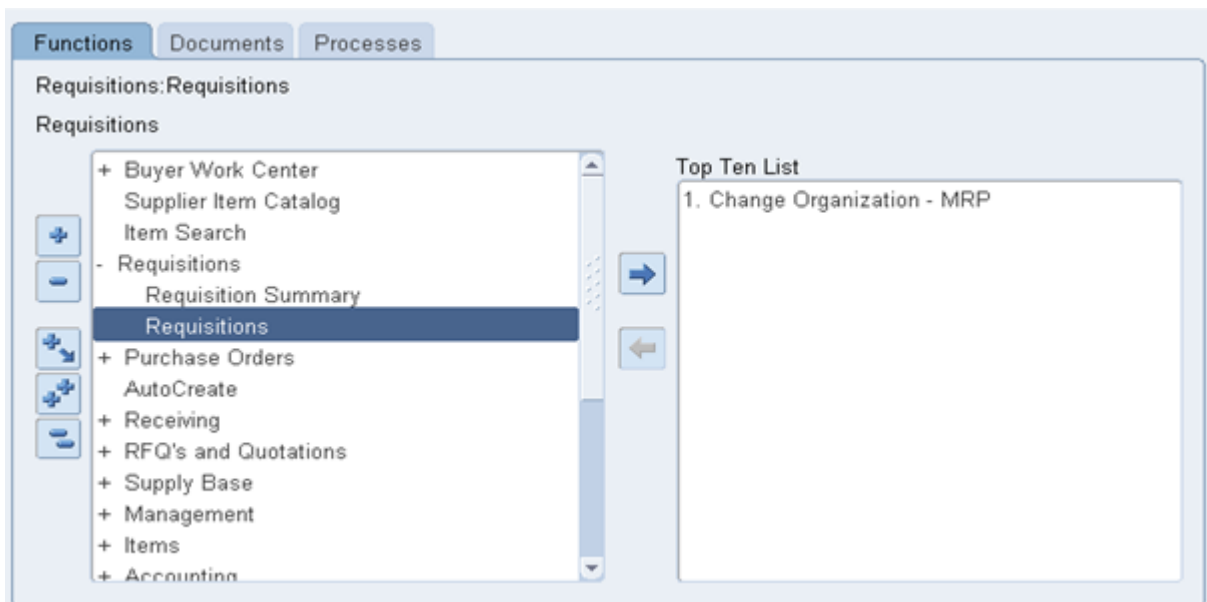 Functions Documents Processes
Requisitions:Requisitions
Requisitions
+ Buyer Work Center
Supplier Item Catalog
Item Search
- Requisitions
Requisition Summary
Requisitions
+ Purchase Orders
AutoCreate
+ Receiving
+ RFQ's and Quotations
+ Supply Base
+ Management
+ Items
+ Accounting
Top Ten List
1. Change Organization - MRP